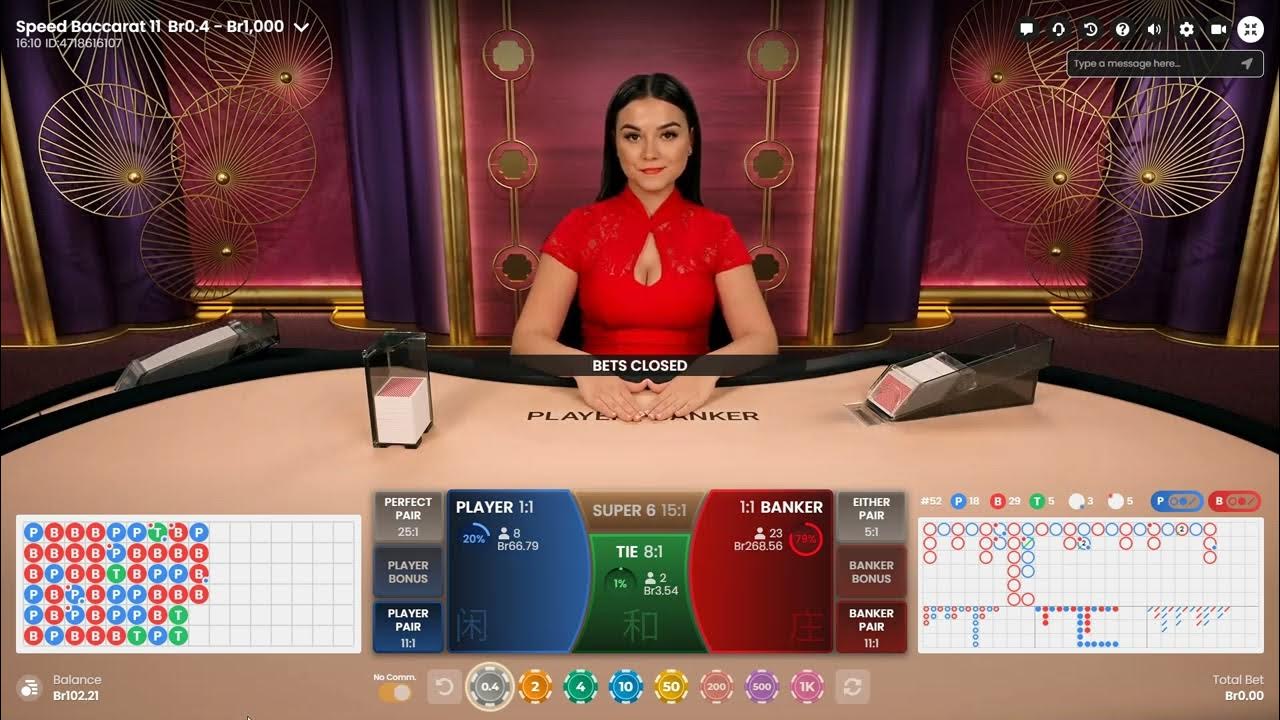 Speed Baccarat 11 Br0.4 – Br1,000
16:10 ID:4718616107
Type a message here...
BETS CLOSED
PLAYE ANKER
PERFECT
PAIR
25:1
PLAYER
BONUS
PLAYER
PAIR
11:1
PLAYER 1:1
20%
8
Br66.79
闲
SUPER 6 15:1
TIE 8:1
1%
2
Br3.54
和
1:1 BANKER
23
Br268.56
79%
庄
EITHER
PAIR
5:1
BANKER
BONUS
BANKER
PAIR
11:1
#52 P 18 B 29 T 5 3 5 P B
2
P B B B P P T B P
B B B B P B B B B
B P B B T B P P B
P B P B P B B B B
P B P B P P B T
B P B B B T P T
Balance
Br102.21
No Comm.
0.4 2 4 10 50 200 500 1K
Total Bet
Br0.00